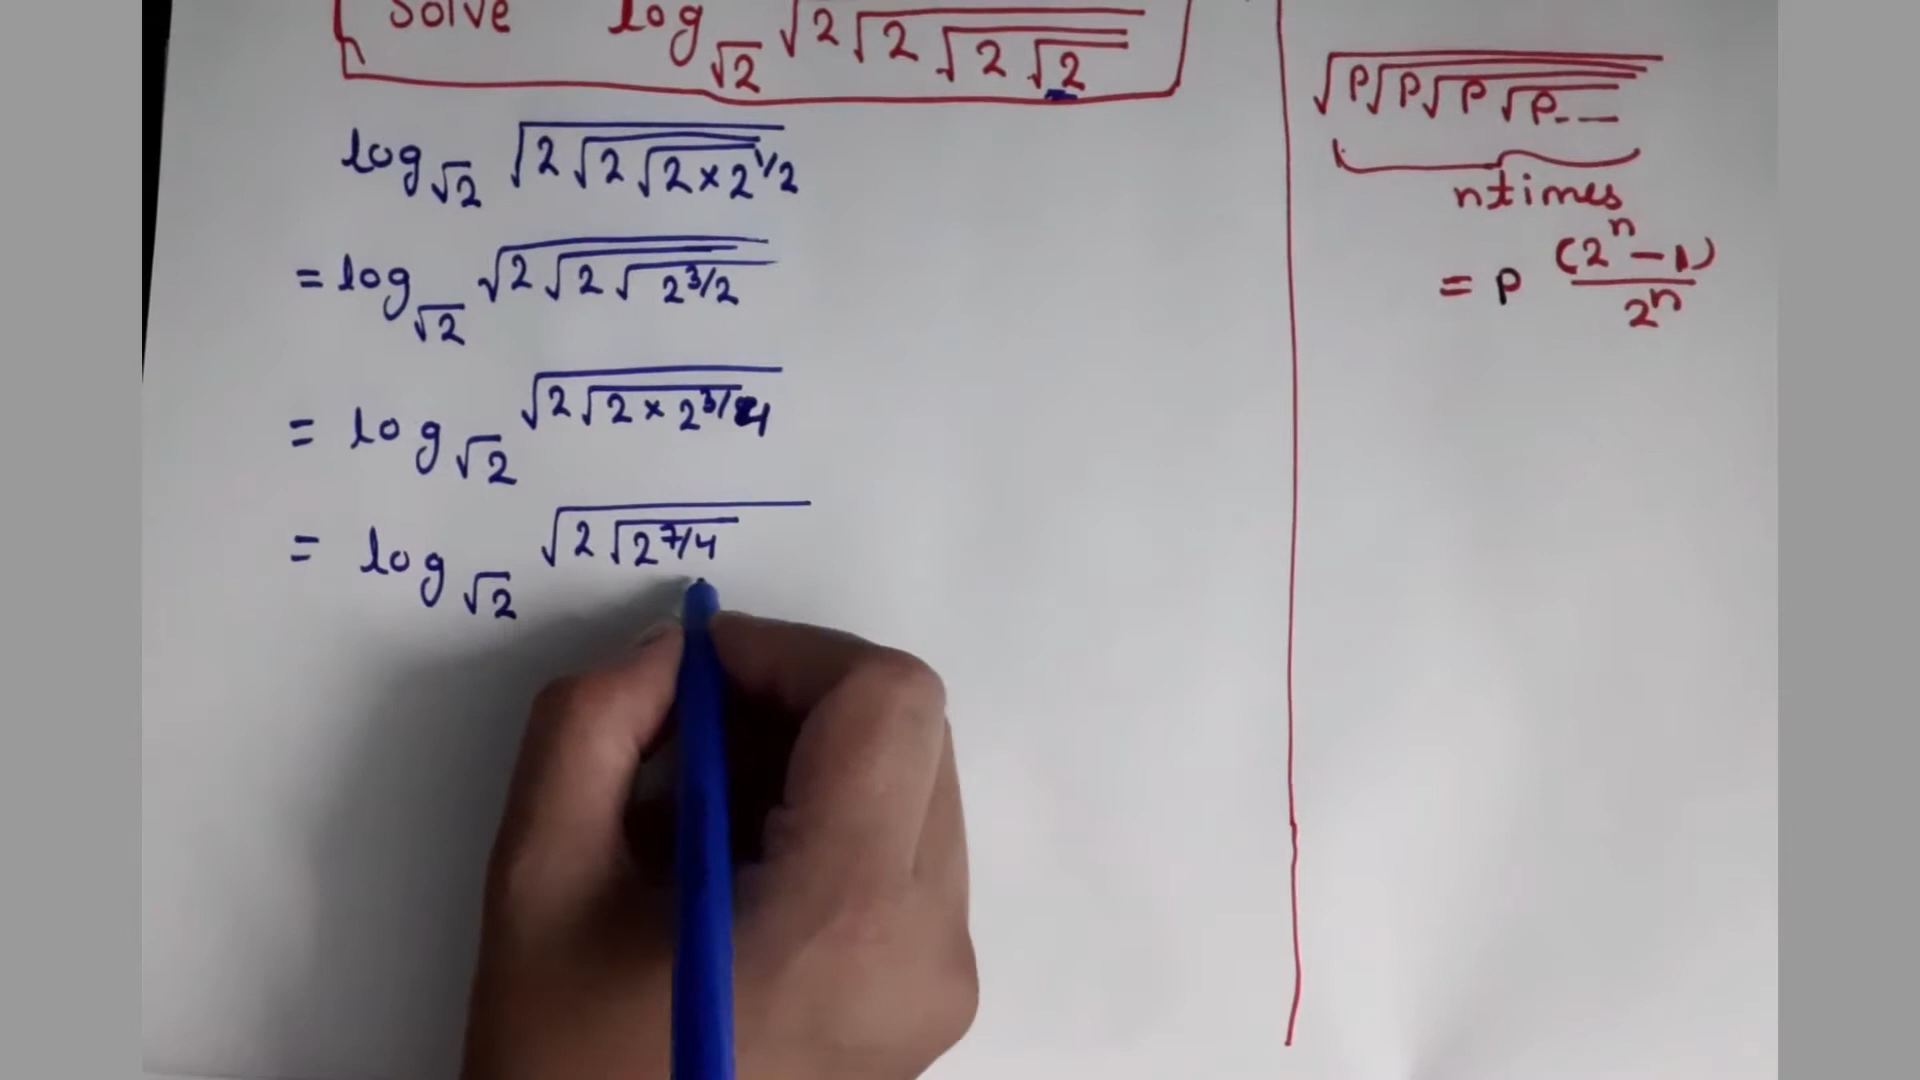 Solve log√2 √2√2√2√2
log√2 √2√2√2×2^1/2
= log√2 √2√2√2^3/2
= log√2 √2√2×2^3/4
= log√2 √2√2^7/4
√P√P√P√P---
n times
= P (2^n - 1)
2^n